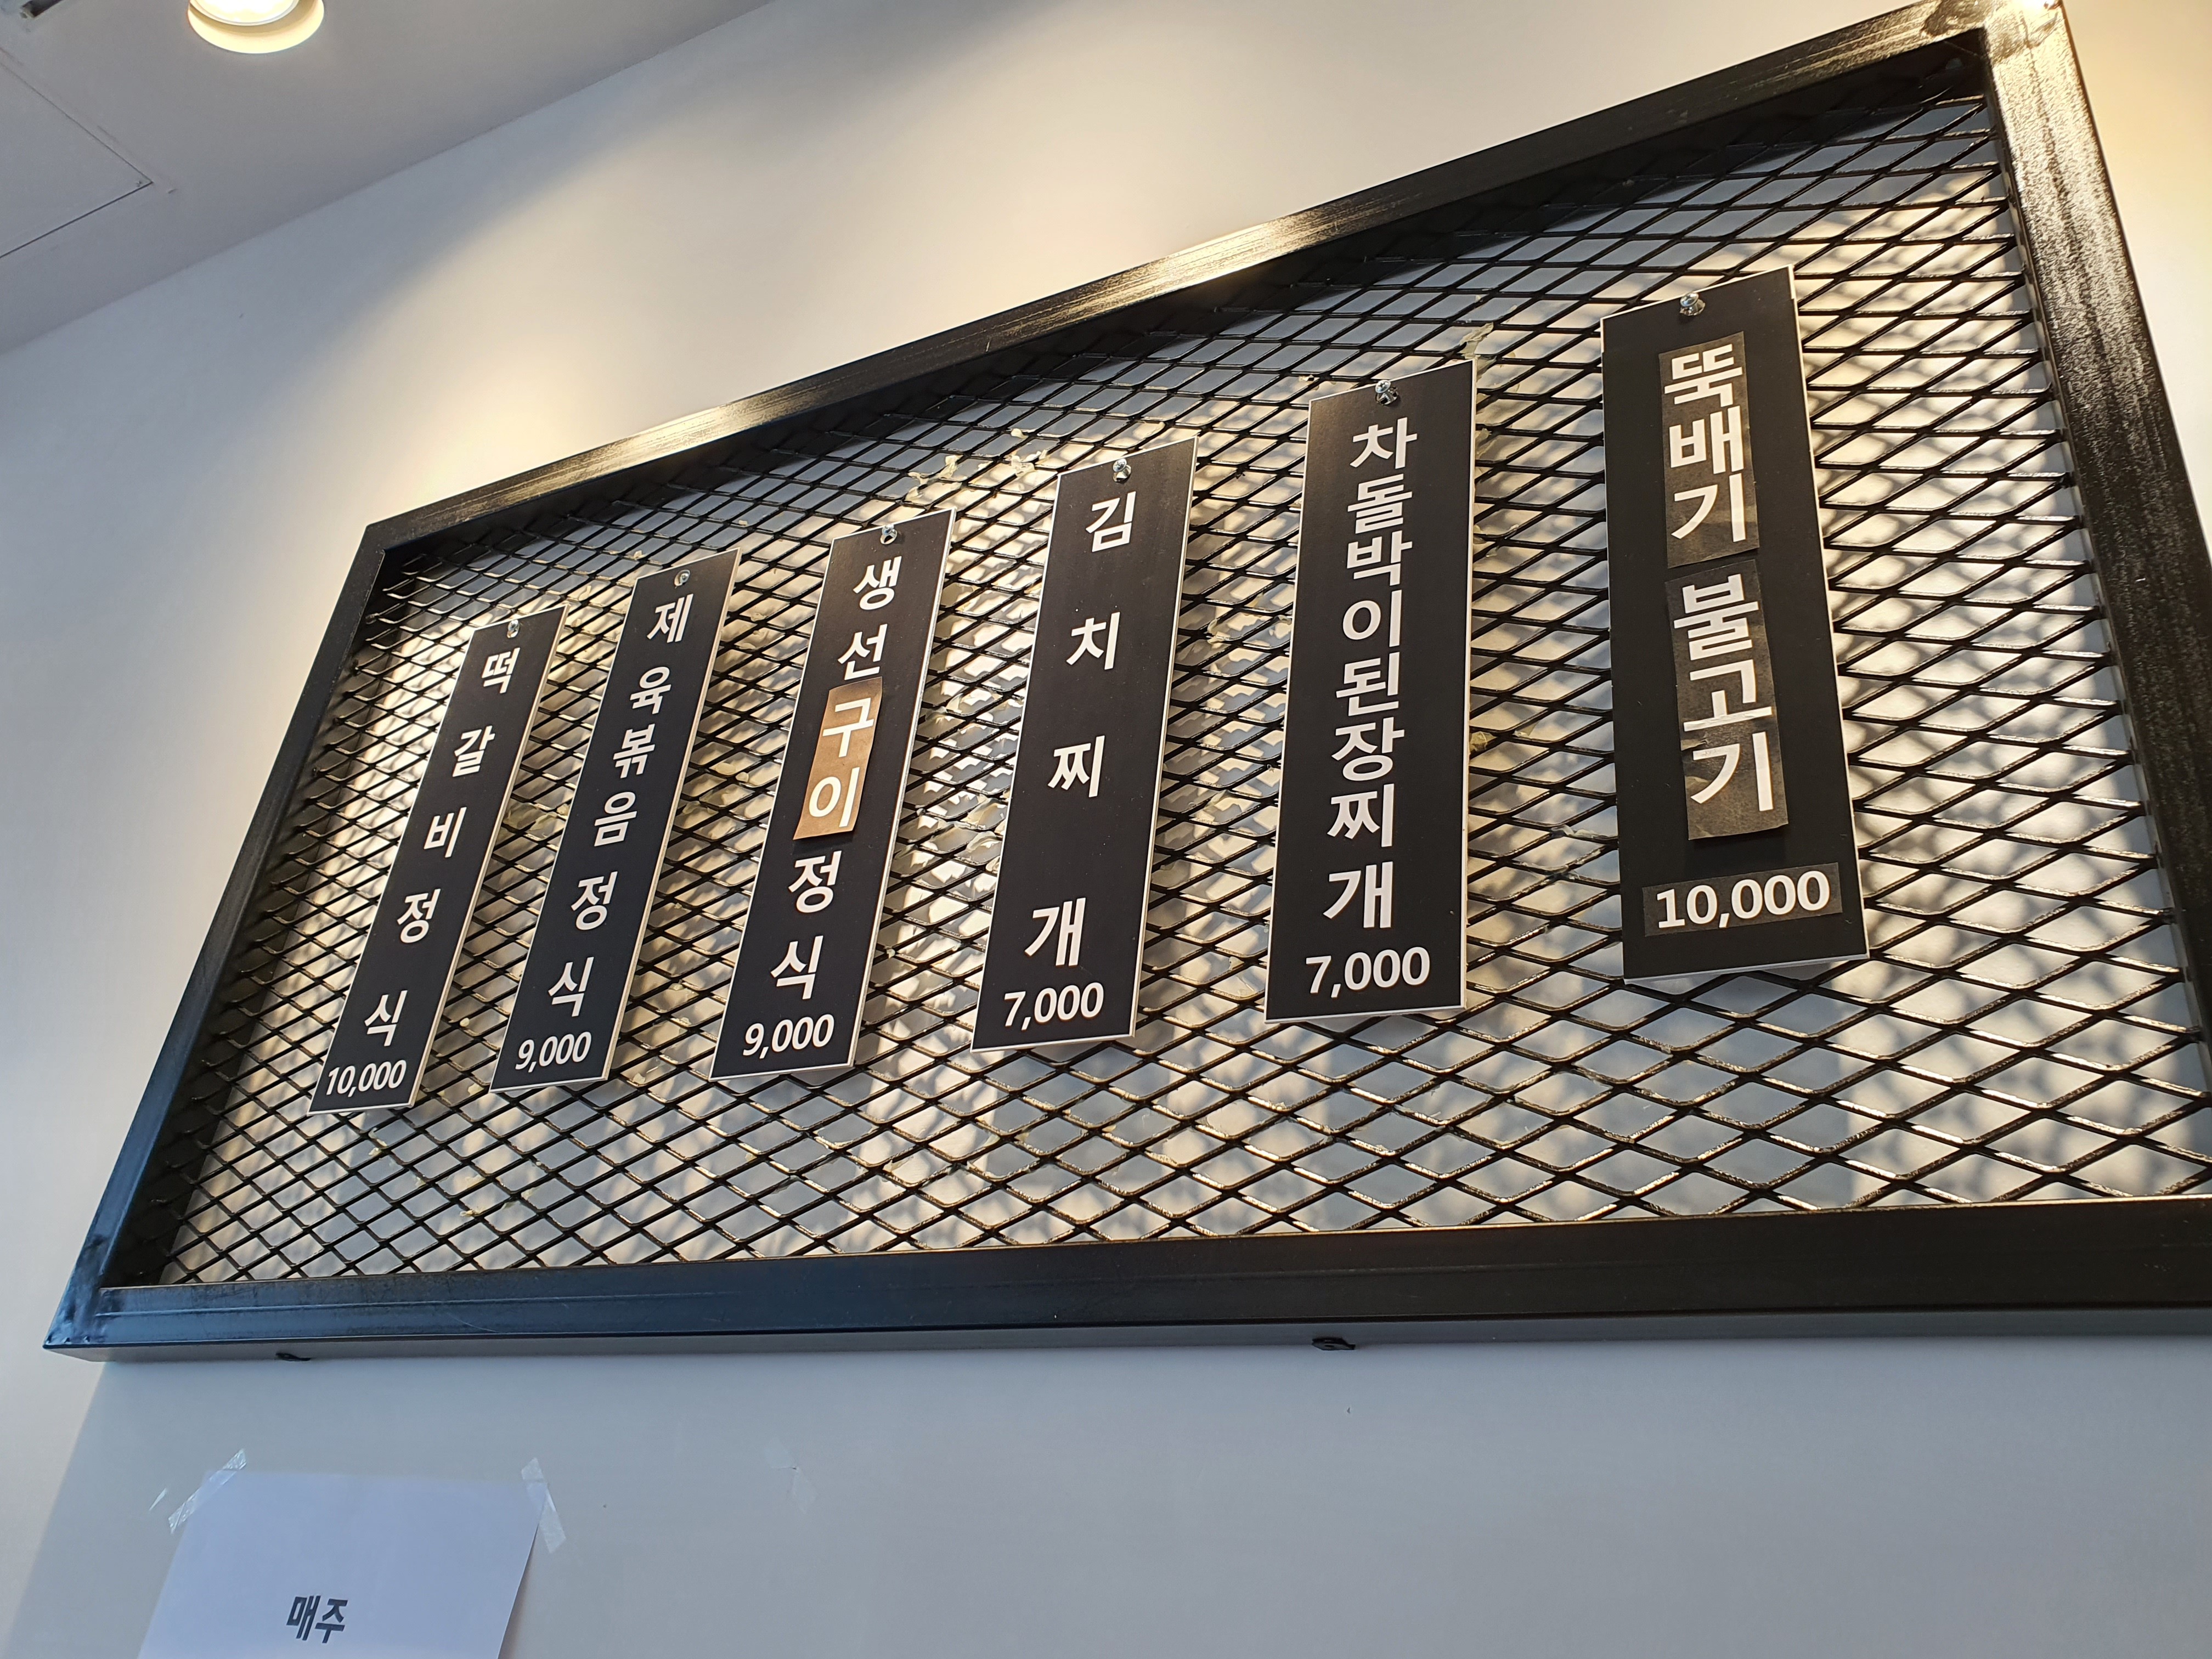 떡갈비정식
10,000
제육볶음정식
9,000
생선구이정식
9,000
김치찌개
7,000
차돌박이된장찌개
7,000
뚝배기 불고기
10,000
매주